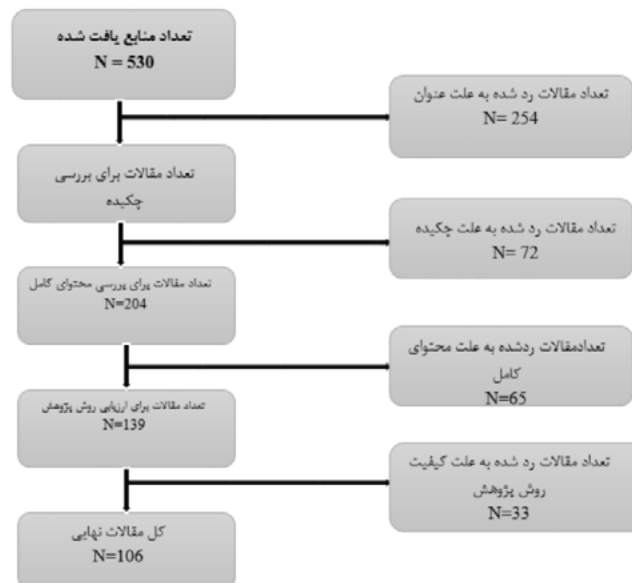 تعداد منابع یافت شده
N = 530
تعداد مقالات رد شده به علت عنوان
N= 254
تعداد مقالات برای بررسی
چکیده
تعداد مقالات رد شده به علت چکیده
N= 72
تعداد مقالات برای بررسی محتوای کامل
N=204
تعدادمقالات ردشده به علت محتوای
کامل
N=65
تعداد مقالات برای ارزیابی روش پژوهش
N=139
تعداد مقالات رد شده به علت کیفیت
روش پژوهش
N=33
کل مقالات نهایی
N=106